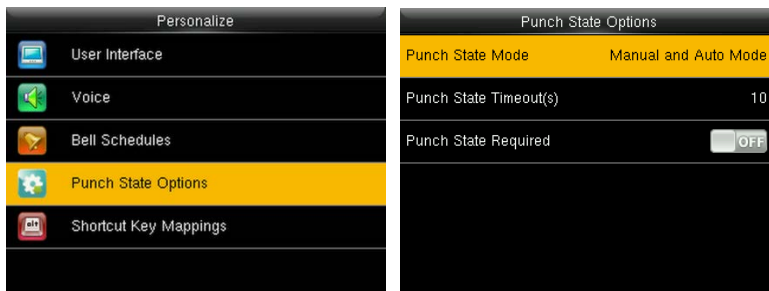 Personalize
User Interface
Voice
Bell Schedules
Punch State Options
alt
Shortcut Key Mappings
Punch State Options
Punch State Mode Manual and Auto Mode
Punch State Timeout(s) 10
Punch State Required OFF